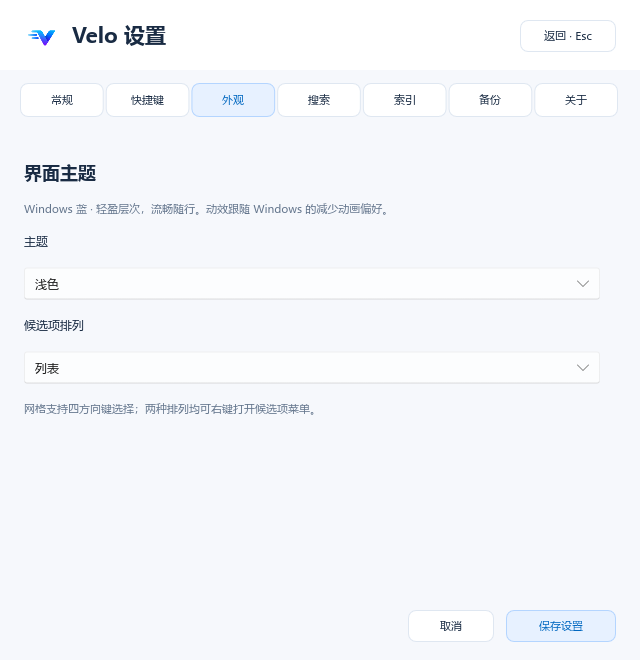 Velo 设置
返回 · Esc
常规 快捷键 外观 搜索 索引 备份 关于
界面主题
Windows 蓝 · 轻盈层次，流畅随行。动效跟随 Windows 的减少动画偏好。
主题
浅色
候选项排列
列表
网格支持四方向键选择；两种排列均可右键打开候选项菜单。
取消 保存设置